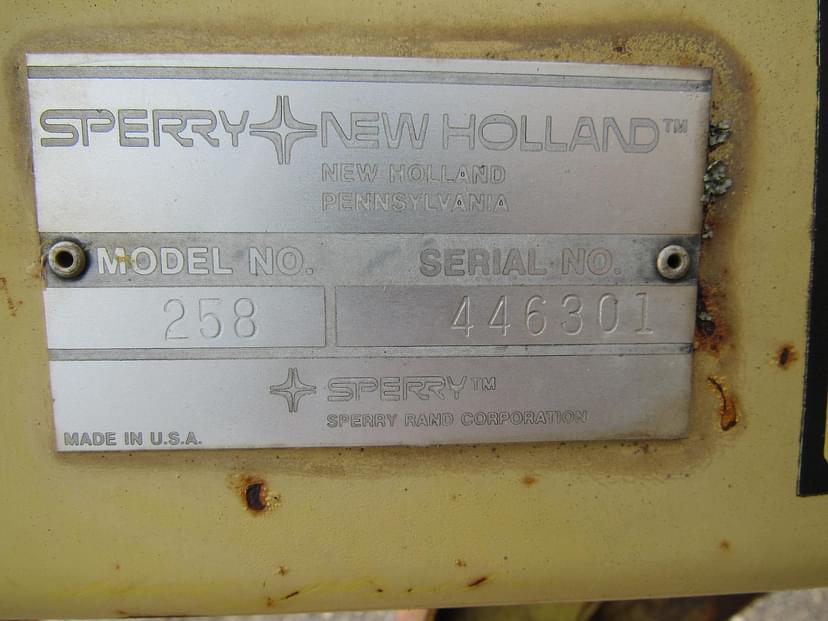 SPERRY NEW HOLLAND™
NEW HOLLAND
PENNSYLVANIA
MODEL NO. SERIAL NO.
258 446301
SPERRY™
SPERRY RAND CORPORATION
MADE IN U.S.A.